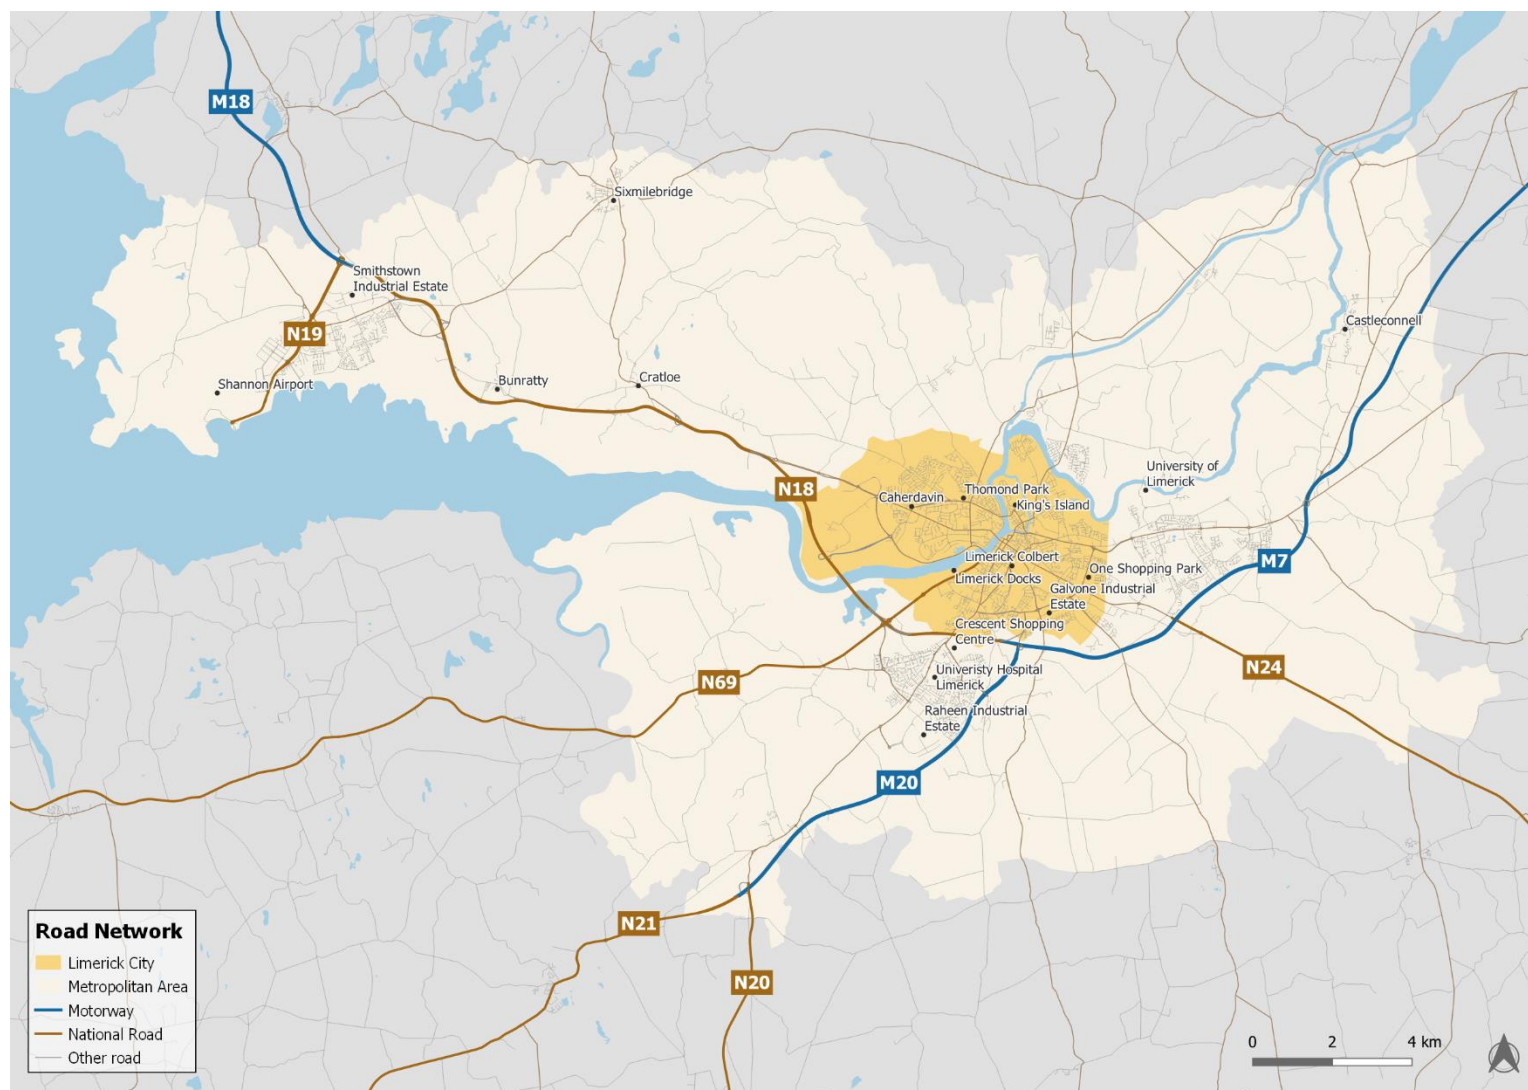 M18
Sixmilebridge
Smithstown
Industrial Estate
N19
Castleconnell
Shannon Airport
Bunratty
Cratloe
University of
Limerick
N18
Thomond Park
Caherdavin
King's Island
Limerick Colbert
M7
One Shopping Park
Limerick Docks
Galvone Industrial
Estate
Crescent Shopping
Centre
N24
N69
Univeristy Hospital
Limerick
Raheen Industrial
Estate
M20
N21
N20
Road Network
Limerick City
Metropolitan Area
Motorway
National Road
Other road
0 2 4 km